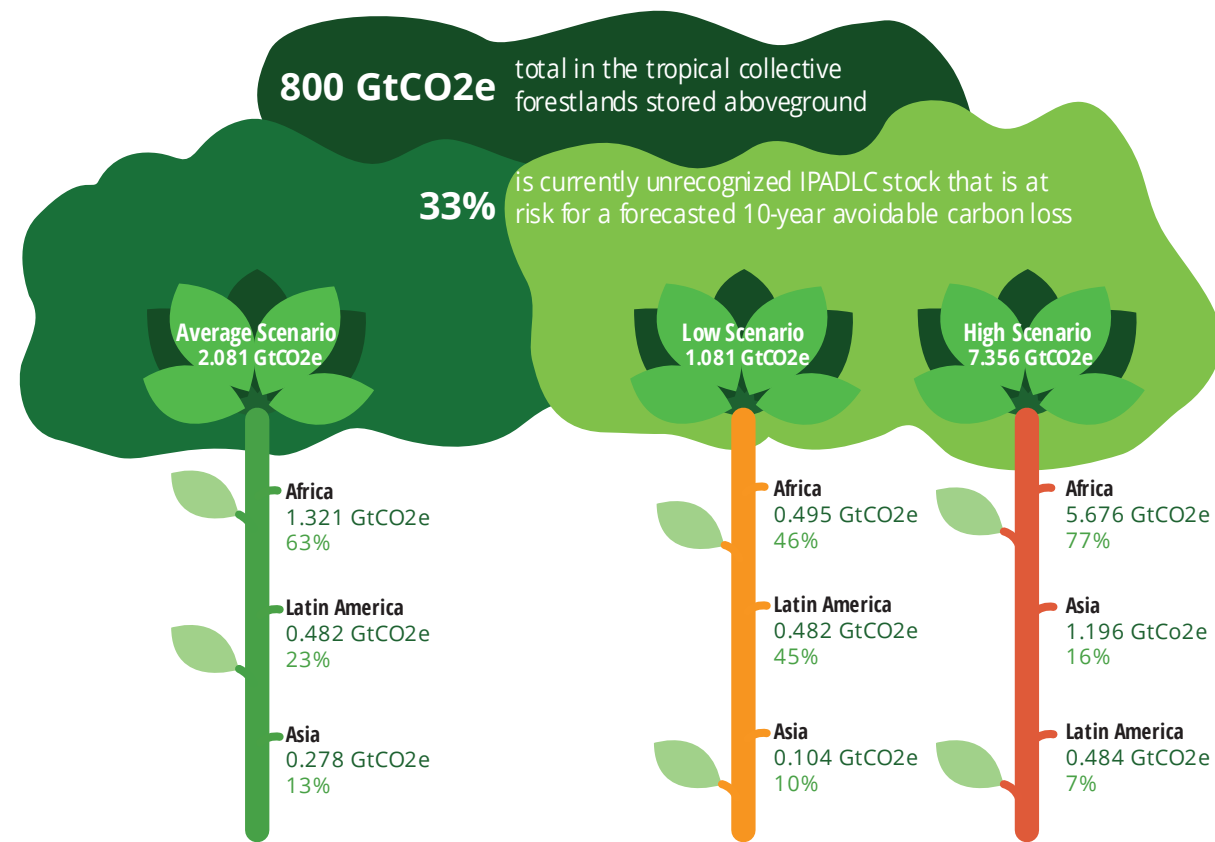 800 GtCO2e
total in the tropical collective
forestlands stored aboveground
33%
is currently unrecognized IPADLC stock that is at
risk for a forecasted 10-year avoidable carbon loss
Average Scenario
2.081 GtCO2e
Africa
1.321 GtCO2e
63%
Latin America
0.482 GtCO2e
23%
Asia
0.278 GtCO2e
13%
Low Scenario
1.081 GtCO2e
Africa
0.495 GtCO2e
46%
Latin America
0.482 GtCO2e
45%
Asia
0.104 GtCO2e
10%
High Scenario
7.356 GtCO2e
Africa
5.676 GtCO2e
77%
Asia
1.196 GtCo2e
16%
Latin America
0.484 GtCO2e
7%